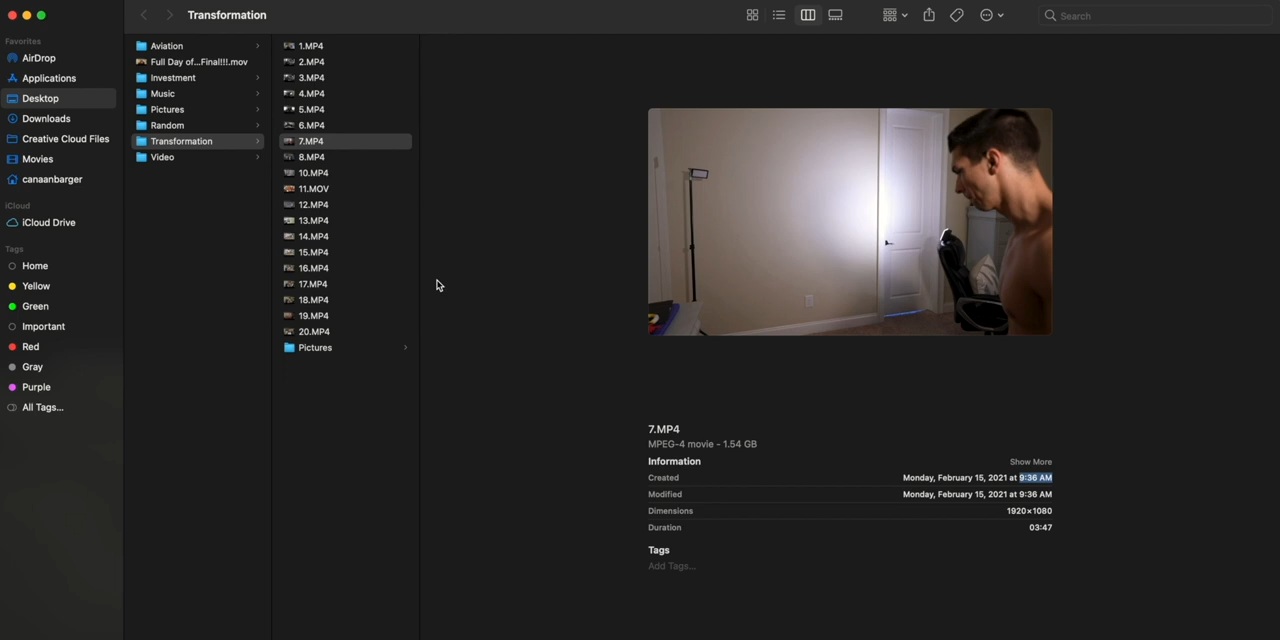 Transformation
Search
Favorites
AirDrop
Applications
Desktop
Downloads
Creative Cloud Files
Movies
canaanbarger
iCloud
iCloud Drive
Tags
Home
Yellow
Green
Important
Red
Gray
Purple
All Tags...
Aviation
Full Day of...Final!!!.mov
Investment
Music
Pictures
Random
Transformation
Video
1.MP4
2.MP4
3.MP4
4.MP4
5.MP4
6.MP4
7.MP4
8.MP4
10.MP4
11.MOV
12.MP4
13.MP4
14.MP4
15.MP4
16.MP4
17.MP4
18.MP4
19.MP4
20.MP4
Pictures
7.MP4
MPEG-4 movie - 1.54 GB
Information Show More
Created Monday, February 15, 2021 at 9:36 AM
Modified Monday, February 15, 2021 at 9:36 AM
Dimensions 1920×1080
Duration 03:47
Tags
Add Tags...